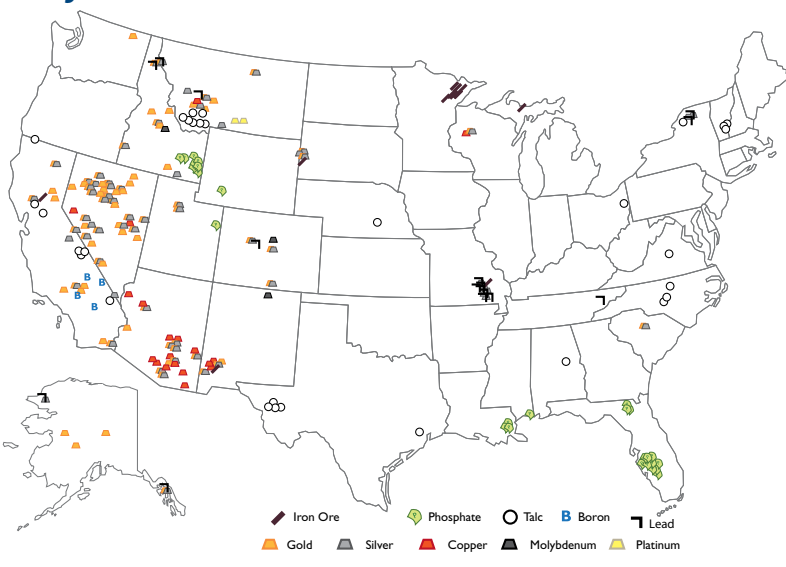 B
B
B
B
Iron Ore
Phosphate
Talc
B Boron
Lead
Gold
Silver
Copper
Molybdenum
Platinum